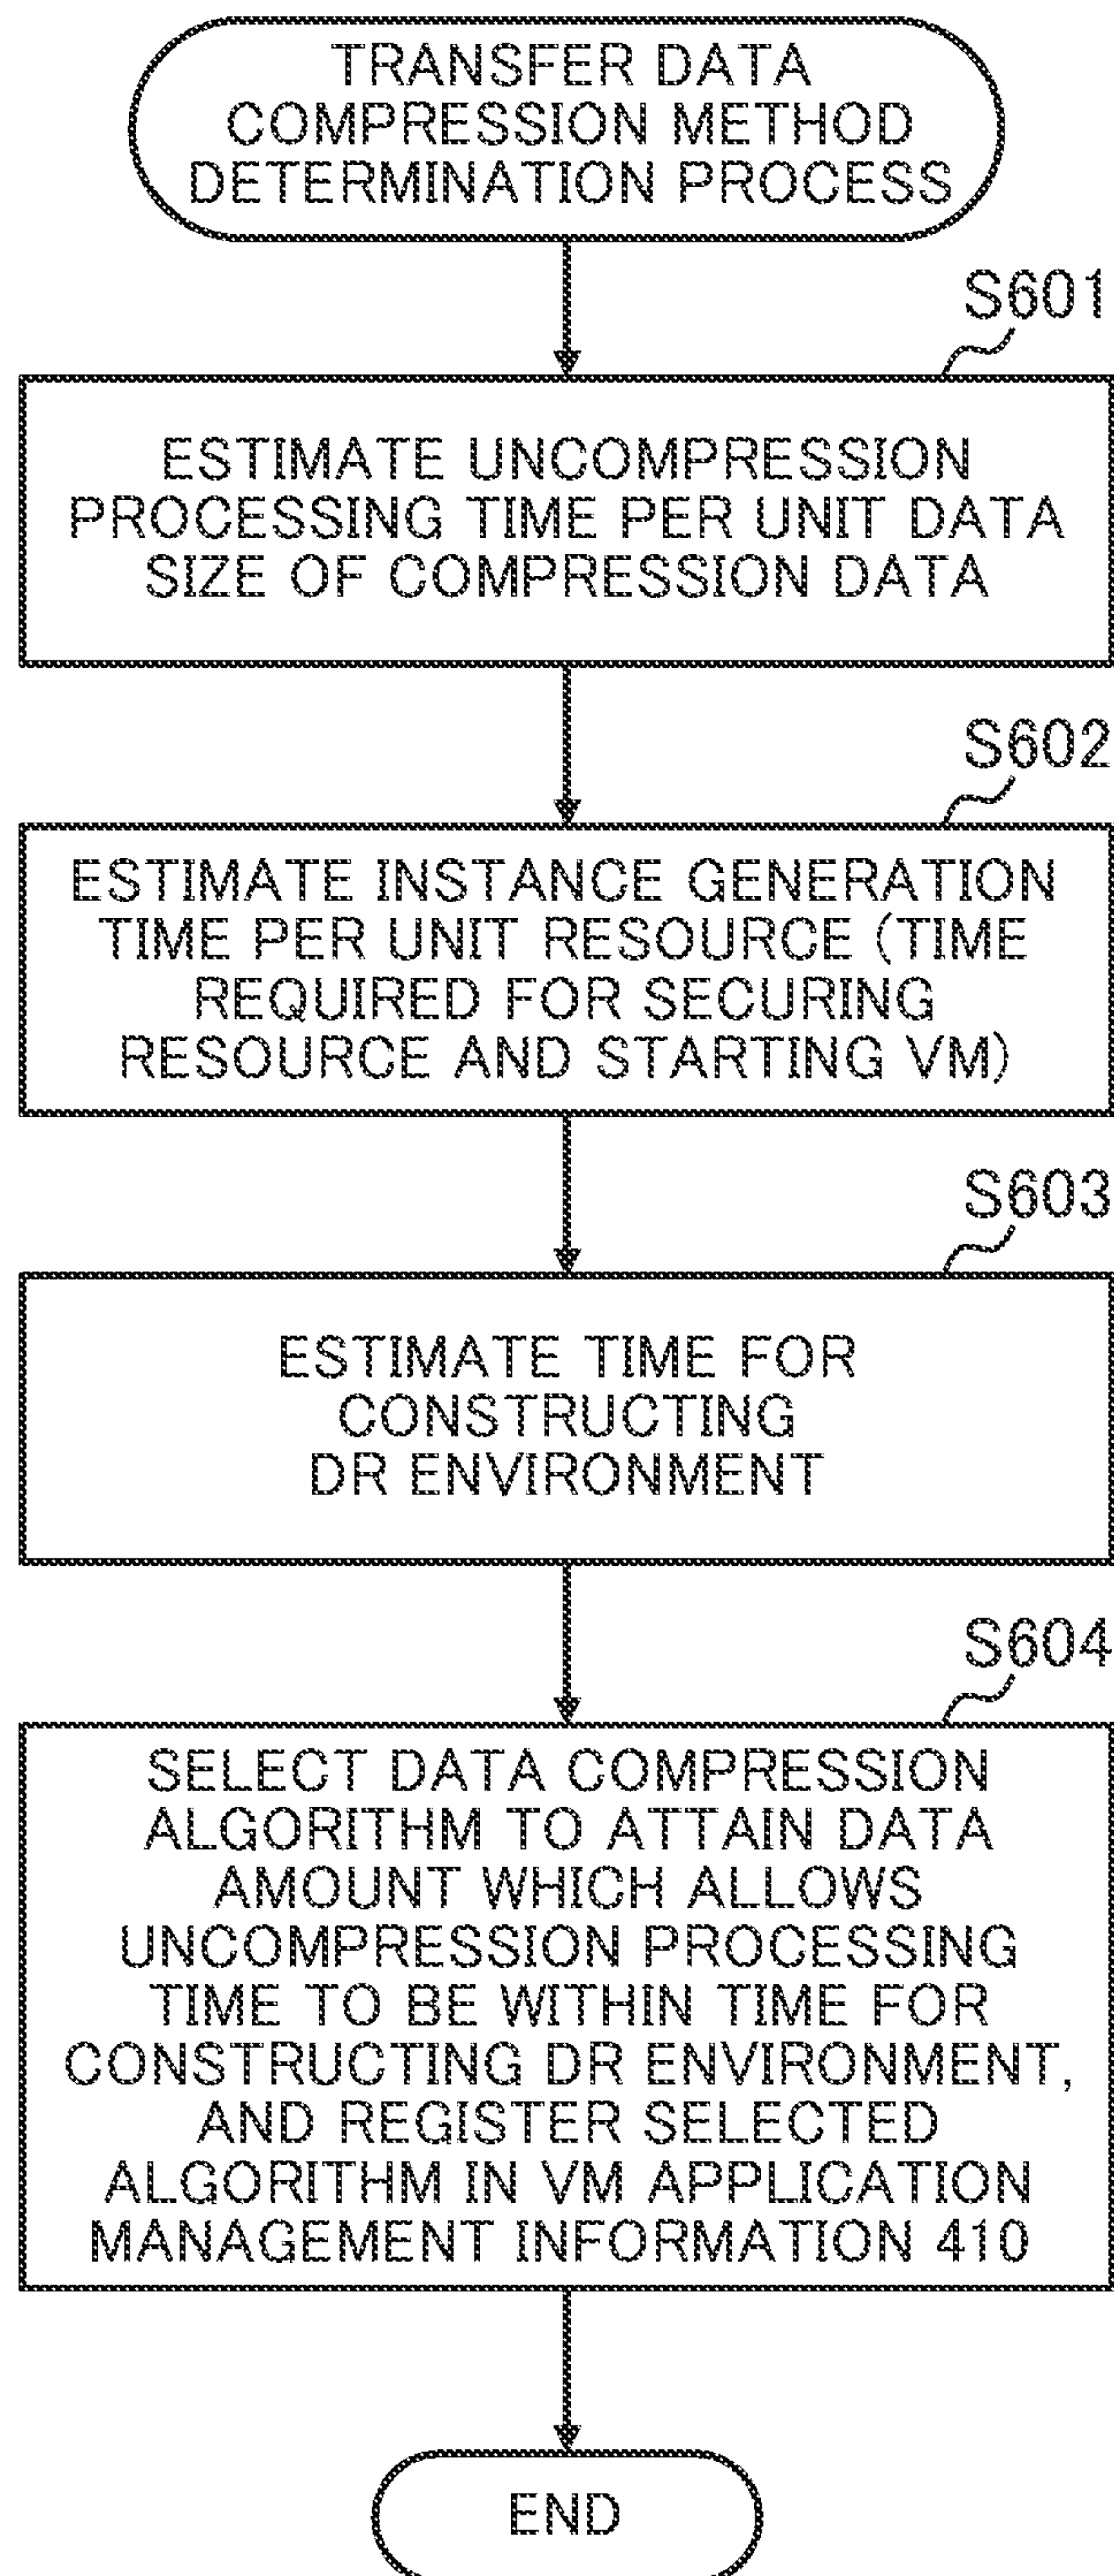 TRANSFER DATA
COMPRESSION METHOD
DETERMINATION PROCESS
S601
ESTIMATE UNCOMPRESSION
PROCESSING TIME PER UNIT DATA
SIZE OF COMPRESSION DATA
S602
ESTIMATE INSTANCE GENERATION
TIME PER UNIT RESOURCE (TIME
REQUIRED FOR SECURING
RESOURCE AND STARTING VM)
S603
ESTIMATE TIME FOR
CONSTRUCTING
DR ENVIRONMENT
S604
SELECT DATA COMPRESSION
ALGORITHM TO ATTAIN DATA
AMOUNT WHICH ALLOWS
UNCOMPRESSION PROCESSING
TIME TO BE WITHIN TIME FOR
CONSTRUCTING DR ENVIRONMENT,
AND REGISTER SELECTED
ALGORITHM IN VM APPLICATION
MANAGEMENT INFORMATION 410
END